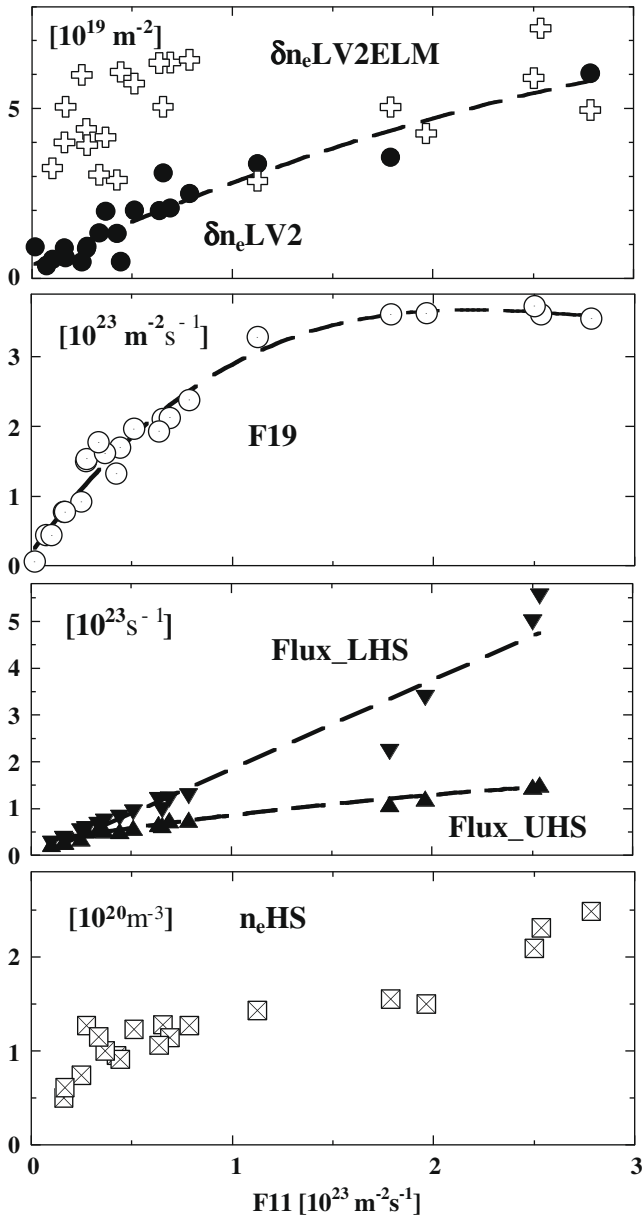 [10¹⁹ m⁻²]
δnₑLV2ELM
5
δnₑLV2
0
[10²³ m⁻²s⁻¹]
3
2
F19
1
0
[10²³s⁻¹]
5
Flux_LHS
4
3
2
1
Flux_UHS
0
[10²⁰m⁻³] nₑHS
2
1
0
0 1 2 3
F11 [10²³ m⁻²s⁻¹]